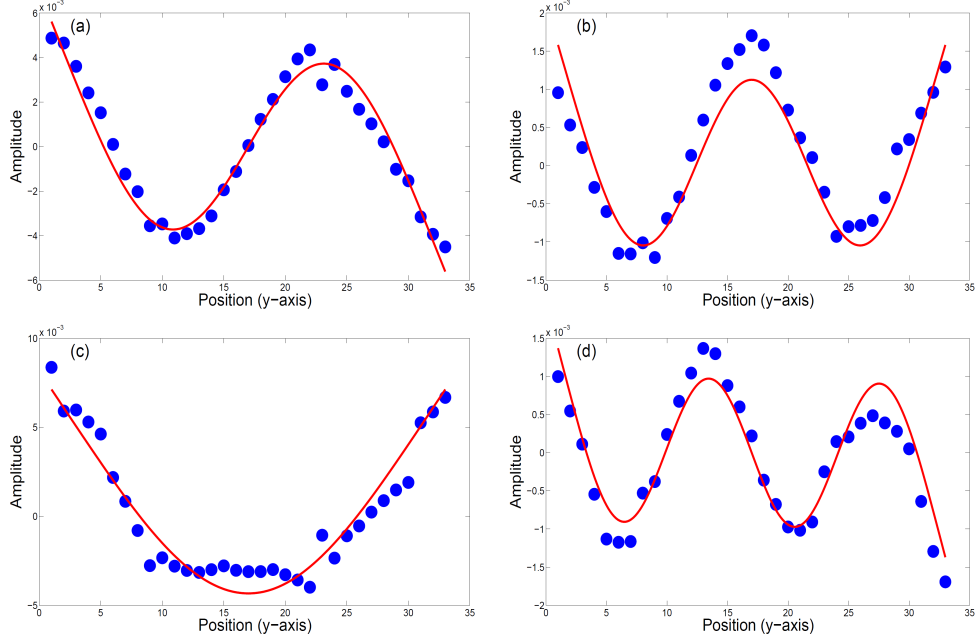 6 x 10⁻³
(a)
4
2
0
−2
−4
−6
Amplitude
0 5 10 15 20 25 30 35
Position (y−axis)
2 x 10⁻³
(b)
1.5
1
0.5
0
−0.5
−1
−1.5
Amplitude
0 5 10 15 20 25 30 35
Position (y−axis)
10 x 10⁻³
(c)
5
0
−5
Amplitude
0 5 10 15 20 25 30 35
Position (y−axis)
1.5 x 10⁻³
(d)
1
0.5
0
−0.5
−1
−1.5
−2
Amplitude
0 5 10 15 20 25 30 35
Position (y−axis)